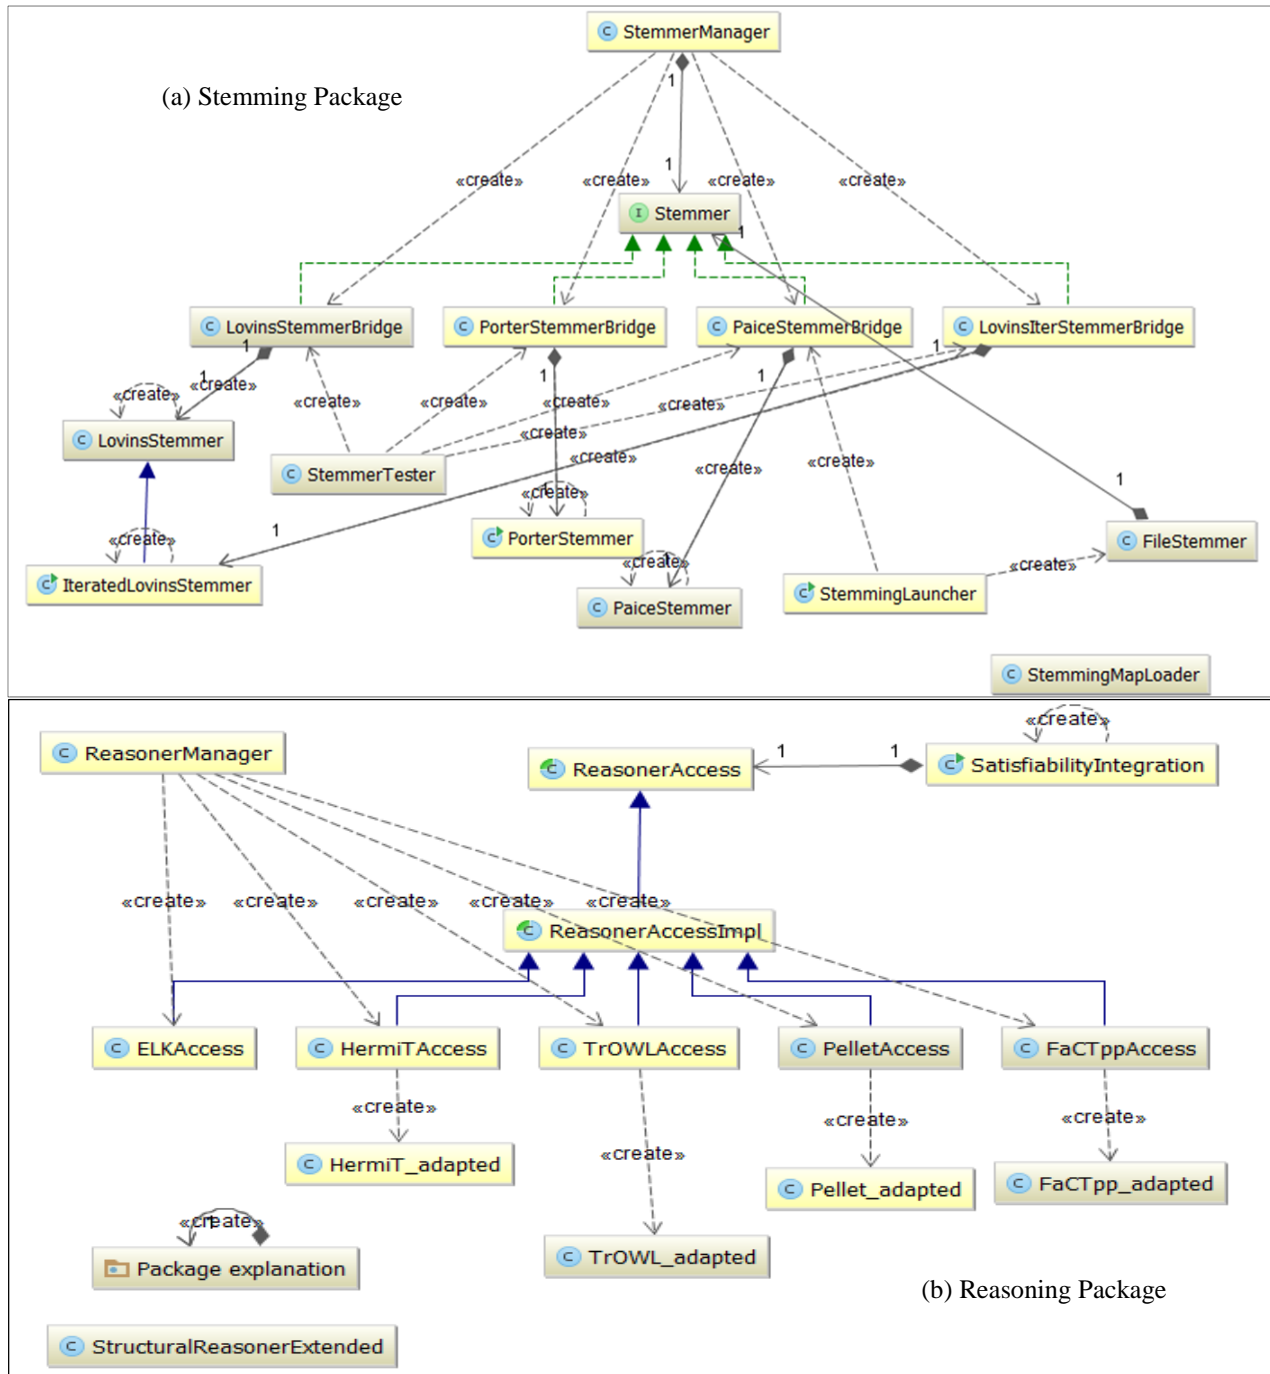 C StemmerManager
(a) Stemming Package
1
1
«create»
«create»
«create»
«create»
I Stemmer
1
C LovinsStemmerBridge
C PorterStemmerBridge
C PaiceStemmerBridge
C LovinsIterStemmerBridge
1
1
1
1
1
«create»
«create»
«create»
«create»
«create»
«create»
C LovinsStemmer
C StemmerTester
«create»
«create»
«create»
«create»
1
1
1
«create»
«create»
C PorterStemmer
C FileStemmer
«create»
1
«create»
C IteratedLovinsStemmer
C PaiceStemmer
C StemmingLauncher
C StemmingMapLoader
«create»
C ReasonerManager
C ReasonerAccess
1
1
C SatisfiabilityIntegration
«create»
«create»
«create»
«create»
«create»
C ReasonerAccessImpl
C ELKAccess
C HermiTAccess
C TrOWLAccess
C PelletAccess
C FaCTppAccess
«create»
«create»
«create»
«create»
C HermiT_adapted
C Pellet_adapted
C FaCTpp_adapted
«create»
1
Package explanation
C TrOWL_adapted
(b) Reasoning Package
C StructuralReasonerExtended